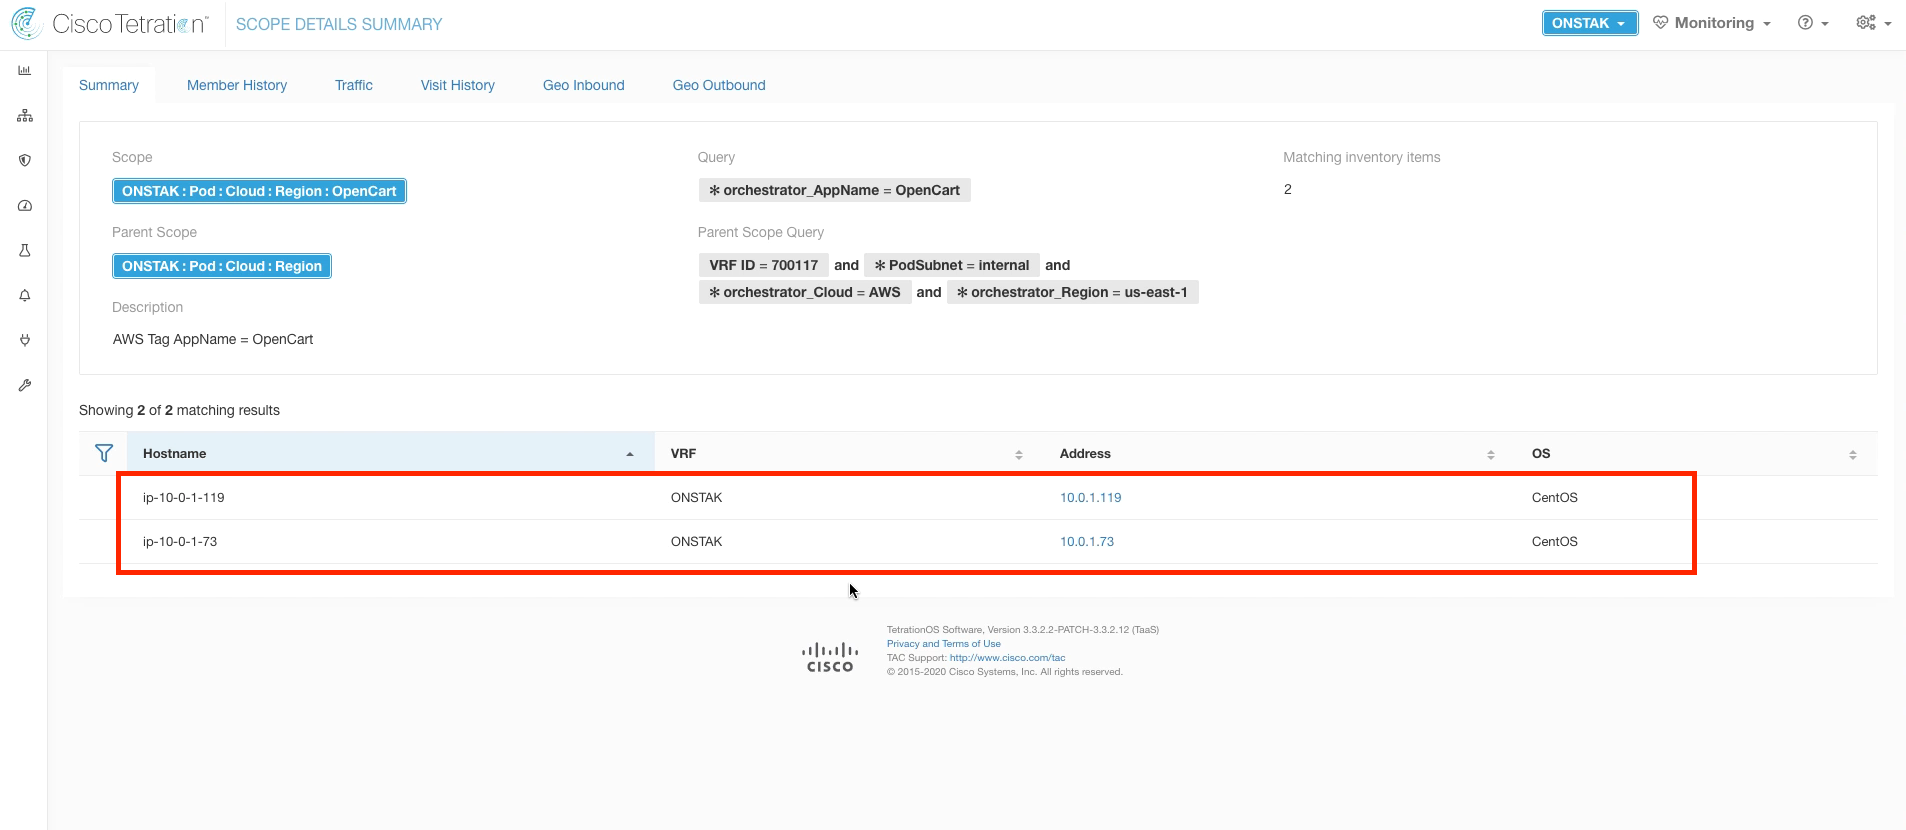 Cisco Tetration™ SCOPE DETAILS SUMMARY ONSTAK Monitoring
Summary Member History Traffic Visit History Geo Inbound Geo Outbound
Scope Query Matching inventory items
ONSTAK : Pod : Cloud : Region : OpenCart * orchestrator_AppName = OpenCart 2
Parent Scope Parent Scope Query
ONSTAK : Pod : Cloud : Region VRF ID = 700117 and * PodSubnet = internal and
* orchestrator_Cloud = AWS and * orchestrator_Region = us-east-1
Description
AWS Tag AppName = OpenCart
Showing 2 of 2 matching results
Hostname VRF Address OS
ip-10-0-1-119 ONSTAK 10.0.1.119 CentOS
ip-10-0-1-73 ONSTAK 10.0.1.73 CentOS
CISCO
TetrationOS Software, Version 3.3.2.2-PATCH-3.3.2.12 (TaaS)
Privacy and Terms of Use
TAC Support: http://www.cisco.com/tac
© 2015-2020 Cisco Systems, Inc. All rights reserved.